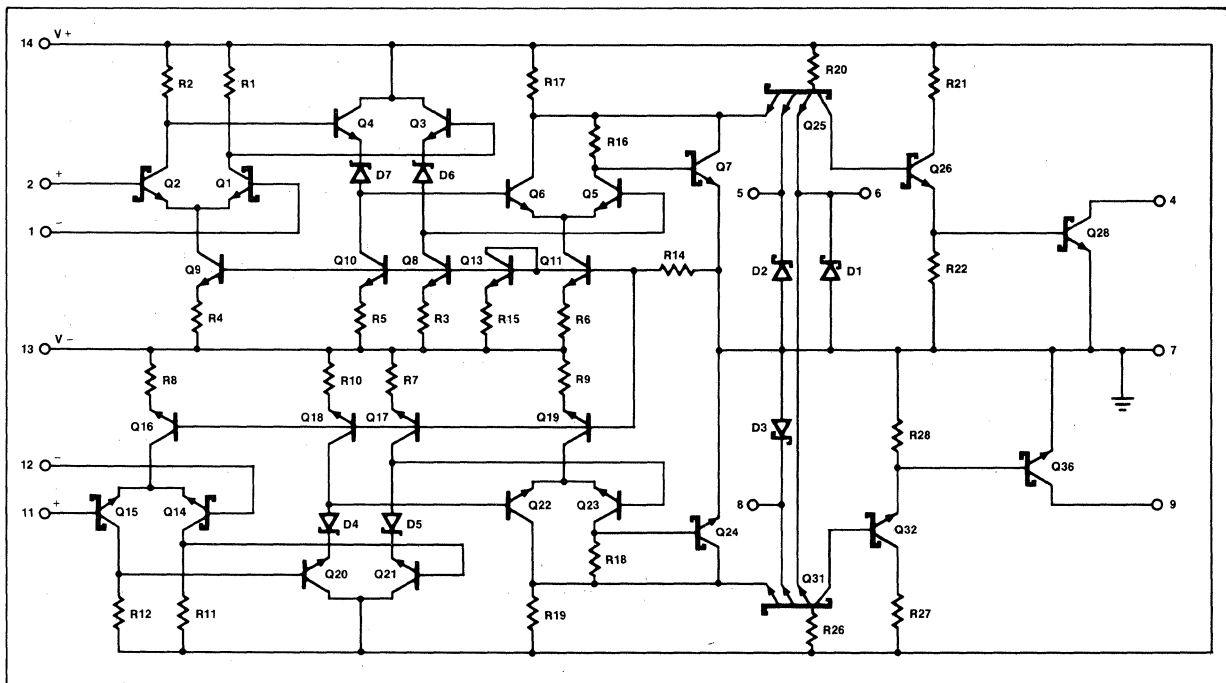 14 V+
R2
R1
R17
R20
R21
Q4
Q3
R16
Q25
Q7
Q26
D7
D6
2 +
Q2
Q1
Q6
Q5
5
6
4
1 −
Q28
Q9
Q10
Q8
Q13
Q11
R14
D2
D1
R22
R4
R5
R3
R15
R6
13 V−
7
R8
R10
R7
R9
Q16
Q18
Q17
Q19
D3
R28
12 −
Q36
11 +
Q15
Q14
Q22
Q23
8
9
D4
D5
Q24
Q32
R18
Q20
Q21
Q31
R12
R11
R19
R26
R27